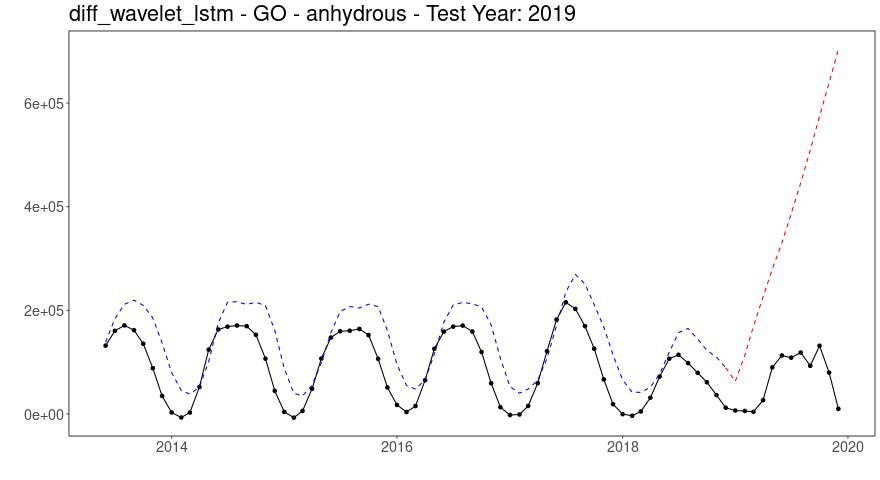 diff_wavelet_lstm - GO - anhydrous - Test Year: 2019
6e+05
4e+05
2e+05
0e+00
2014 2016 2018 2020